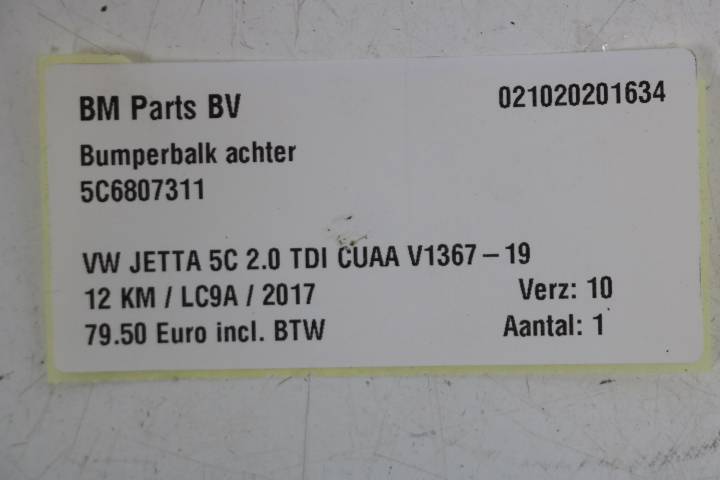 BM Parts BV 021020201634
Bumperbalk achter
5C6807311
VW JETTA 5C 2.0 TDI CUAA V1367-19
12 KM / LC9A / 2017 Verz: 10
79.50 Euro incl. BTW Aantal: 1